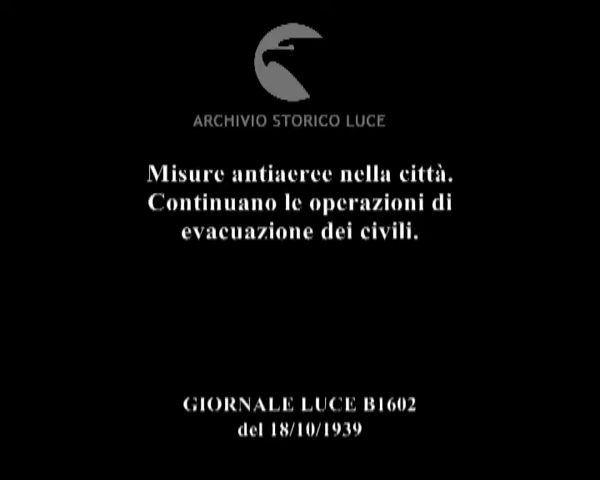 ARCHIVIO STORICO LUCE
Misure antiaeree nella città.
Continuano le operazioni di
evacuazione dei civili.
GIORNALE LUCE B1602
del 18/10/1939